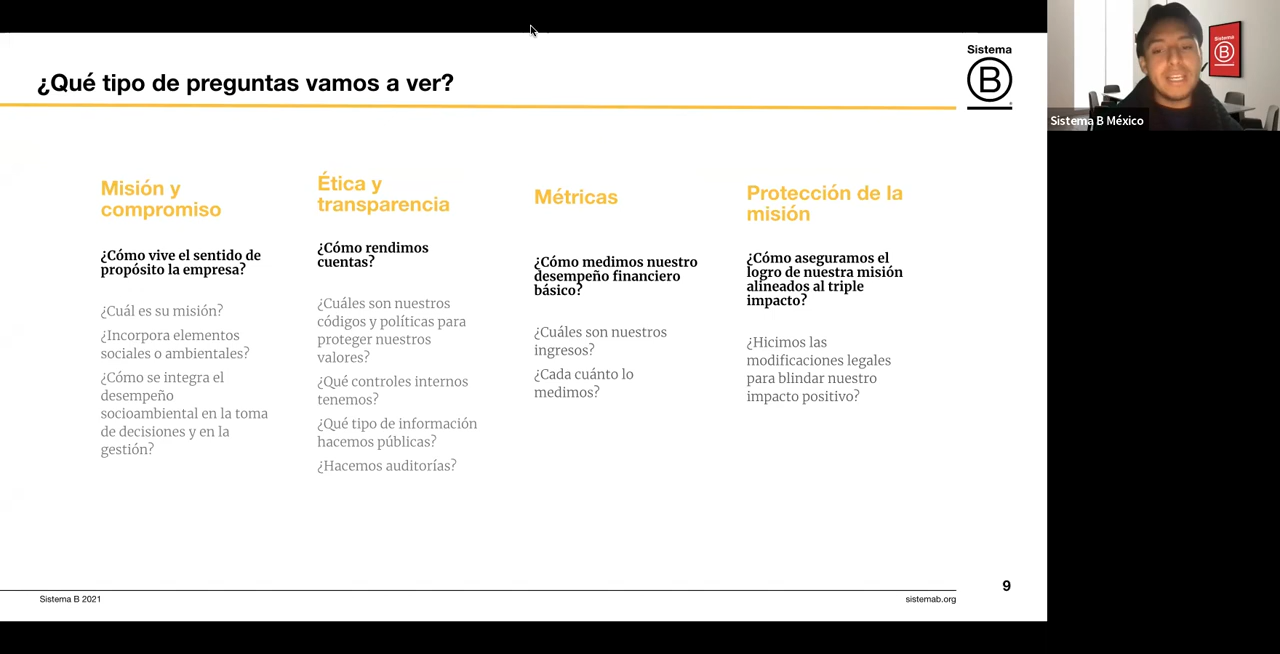 ¿Qué tipo de preguntas vamos a ver?
Sistema
B
Misión y
compromiso
¿Cómo vive el sentido de
propósito la empresa?
¿Cuál es su misión?
¿Incorpora elementos
sociales o ambientales?
¿Cómo se integra el
desempeño
socioambiental en la toma
de decisiones y en la
gestión?
Ética y
transparencia
¿Cómo rendimos
cuentas?
¿Cuáles son nuestros
códigos y políticas para
proteger nuestros
valores?
¿Qué controles internos
tenemos?
¿Qué tipo de información
hacemos públicas?
¿Hacemos auditorías?
Métricas
¿Cómo medimos nuestro
desempeño financiero
básico?
¿Cuáles son nuestros
ingresos?
¿Cada cuánto lo
medimos?
Protección de la
misión
¿Cómo aseguramos el
logro de nuestra misión
alineados al triple
impacto?
¿Hicimos las
modificaciones legales
para blindar nuestro
impacto positivo?
Sistema B 2021
sistemab.org
9
Sistema
B
Sistema B México